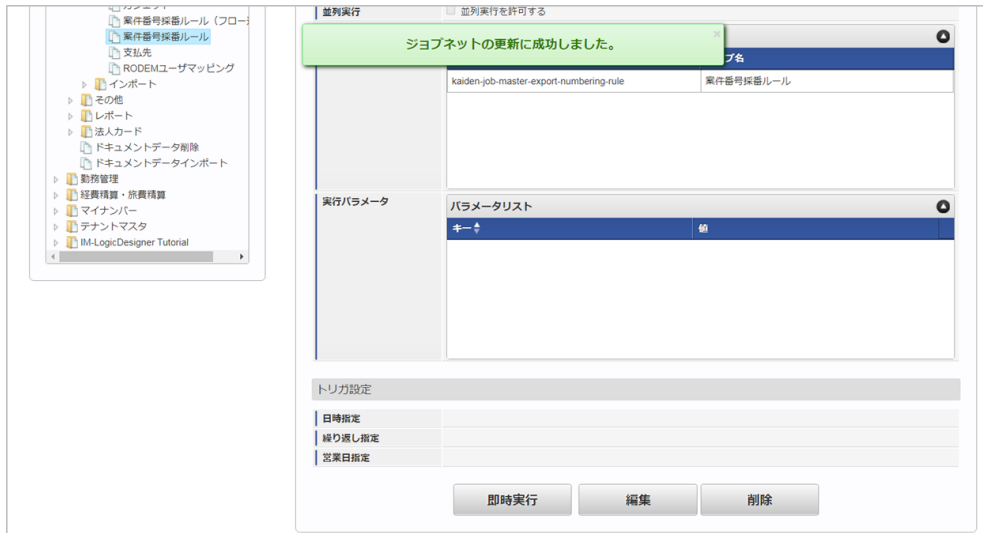 案件番号採番ルール（フロー
案件番号採番ルール
支払先
RODEMユーザマッピング
インポート
その他
レポート
法人カード
ドキュメントデータ削除
ドキュメントデータインポート
勤務管理
経費精算・旅費精算
マイナンバー
テナントマスタ
IM-LogicDesigner Tutorial
並列実行 並列実行を許可する
ジョブネットの更新に成功しました。
ブ名
kaiden-job-master-export-numbering-rule 案件番号採番ルール
実行パラメータ パラメータリスト
キー 値
トリガ設定
日時指定
繰り返し指定
営業日指定
即時実行 編集 削除